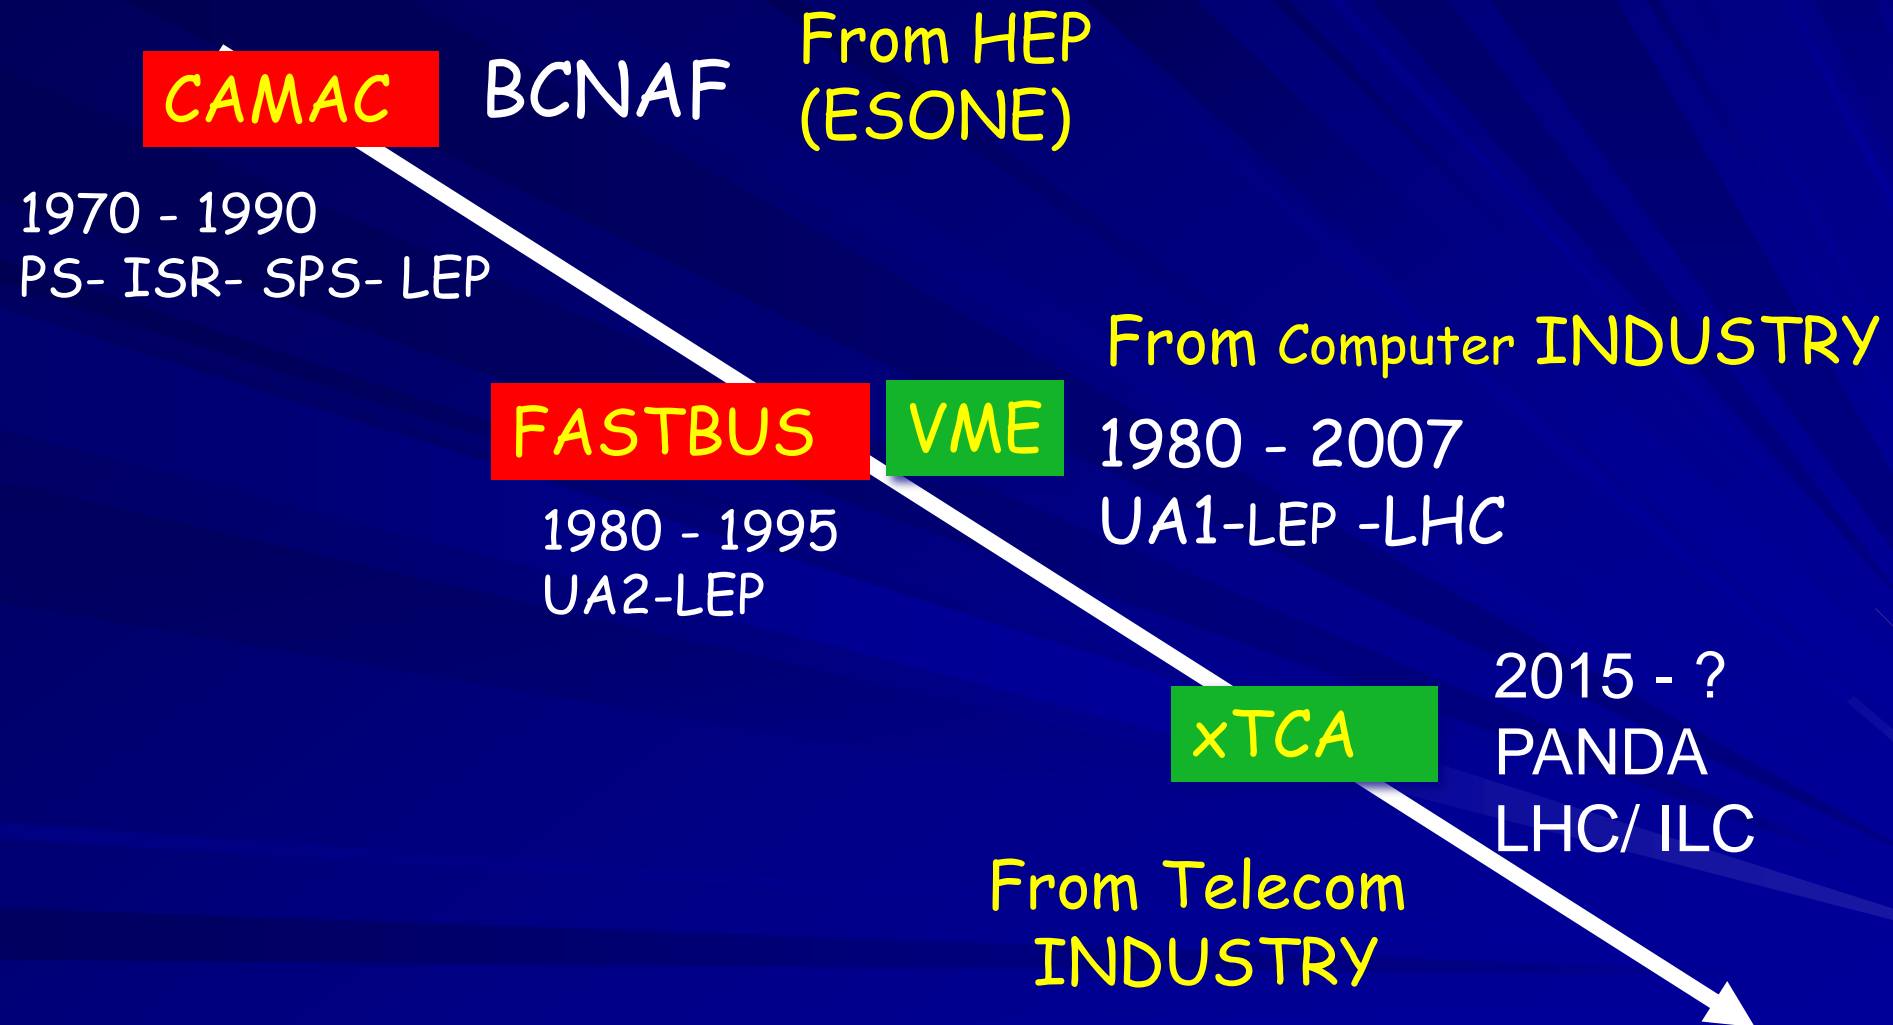 CAMAC
BCNAF
From HEP
(ESONE)
1970 - 1990
PS- ISR- SPS- LEP
From Computer INDUSTRY
FASTBUS
VME
1980 - 2007
UA1-LEP -LHC
1980 - 1995
UA2-LEP
2015 - ?
PANDA
LHC/ ILC
xTCA
From Telecom
INDUSTRY